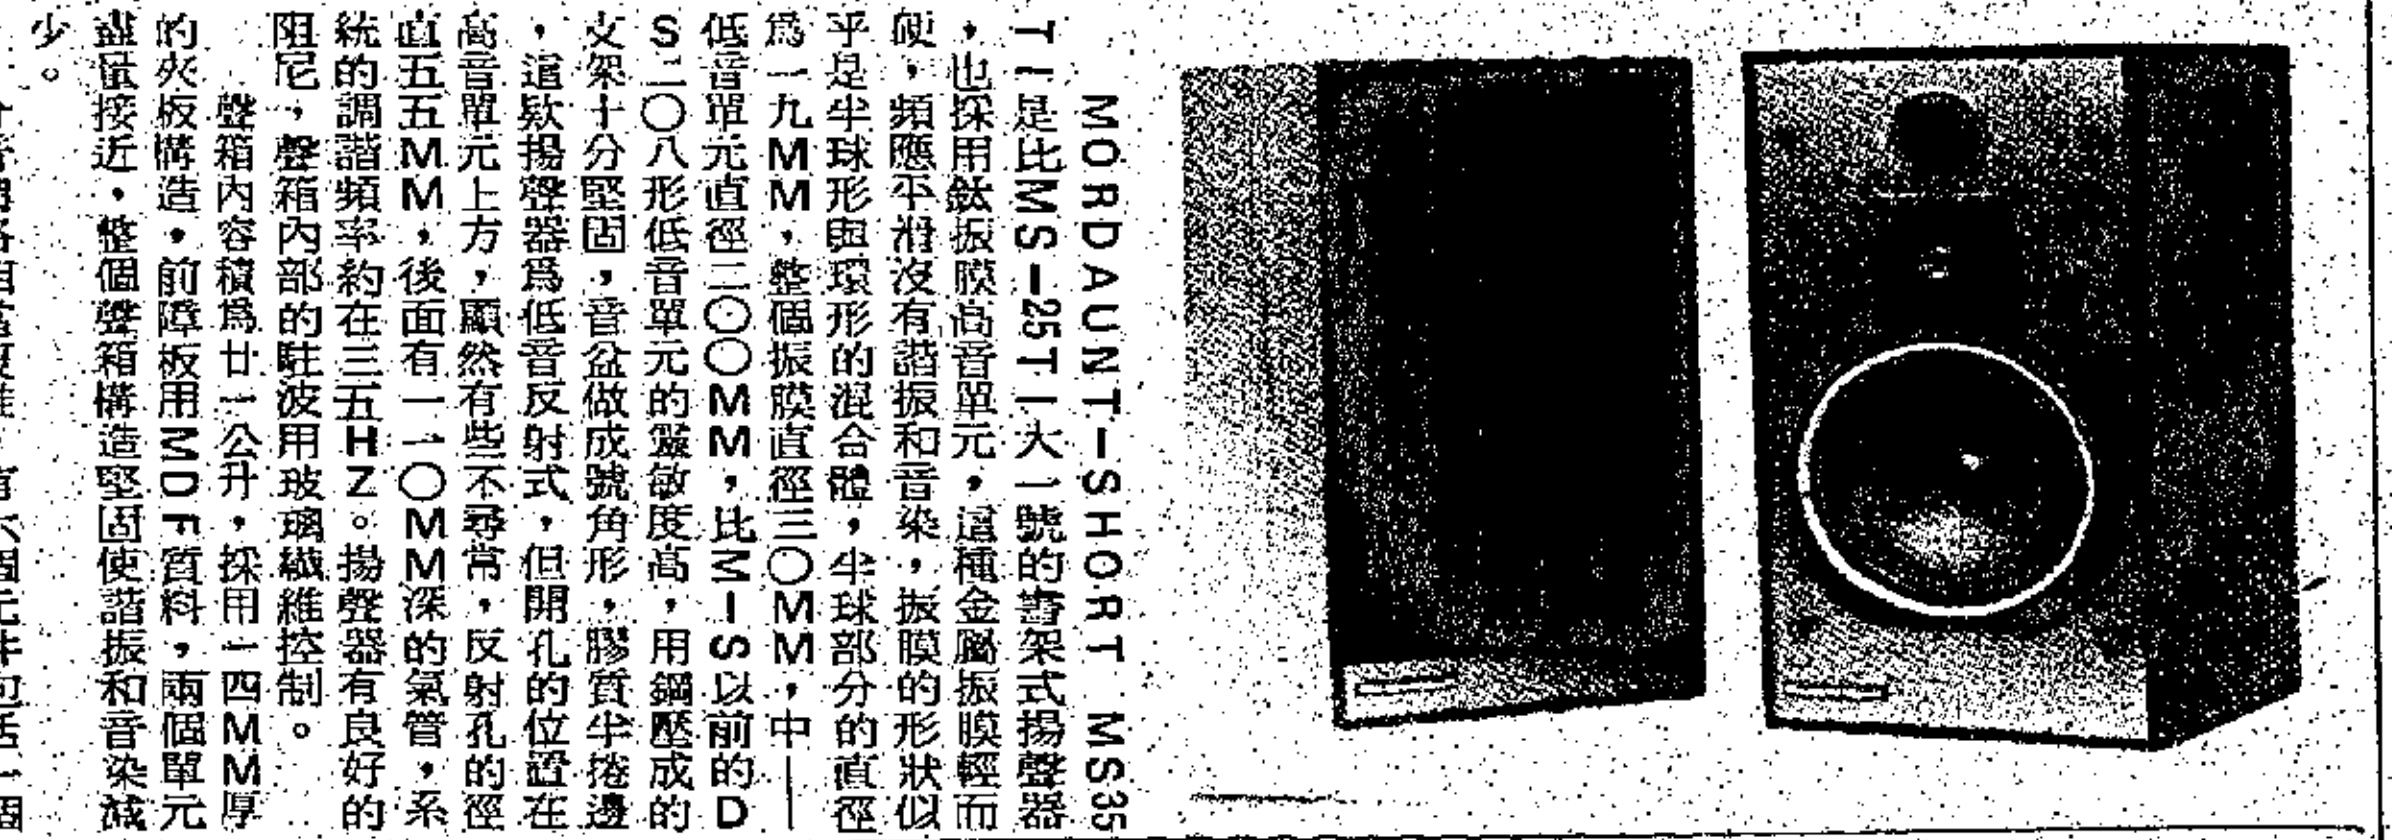 MORDAUNT—SHORT MS35
TI是比MS—25TI大一號的書架式揚聲器
，也採用鈦振膜高音單元，這種金屬振膜輕而
硬，頻應平滑沒有諧振和音染，振膜的形狀似
乎是半球形與環形的混合體，半球部分的直徑
為一九MM，整個振膜直徑三〇MM，中—
低音單元直徑二〇〇MM，比M—S以前的D
S二〇八形低音單元的靈敏度高，用鋼壓成的
支架十分堅固，音盆做成號角形，膠質半捲邊
，這款揚聲器爲低音反射式，但開孔的位置在
高音單元上方，顯然有些不尋常，反射孔的徑
直五五MM，後面有一一〇MM深的氣管，系
統的調諧頻率約在三五HZ。揚聲器有良好的
阻尼，聲箱內部的駐波用玻璃纖維控制。
聲箱內容積爲廿一公升，採用一四MM厚
的夾板構造，前障板用MDF質料，兩個單元
盡量接近，整個聲箱構造堅固使諧振和音染減
少。